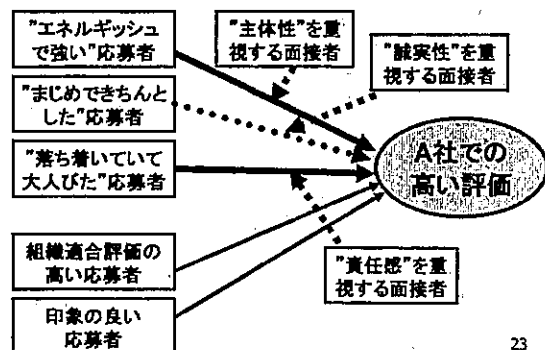 "エネルギッシュ
で強い"応募者
"主体性"を重
視する面接者
"誠実性"を重
視する面接者
"まじめできちんと
した"応募者
"落ち着いていて
大人びた"応募者
A社での
高い評価
組織適合評価の
高い応募者
"責任感"を重
視する面接者
印象の良い
応募者
23